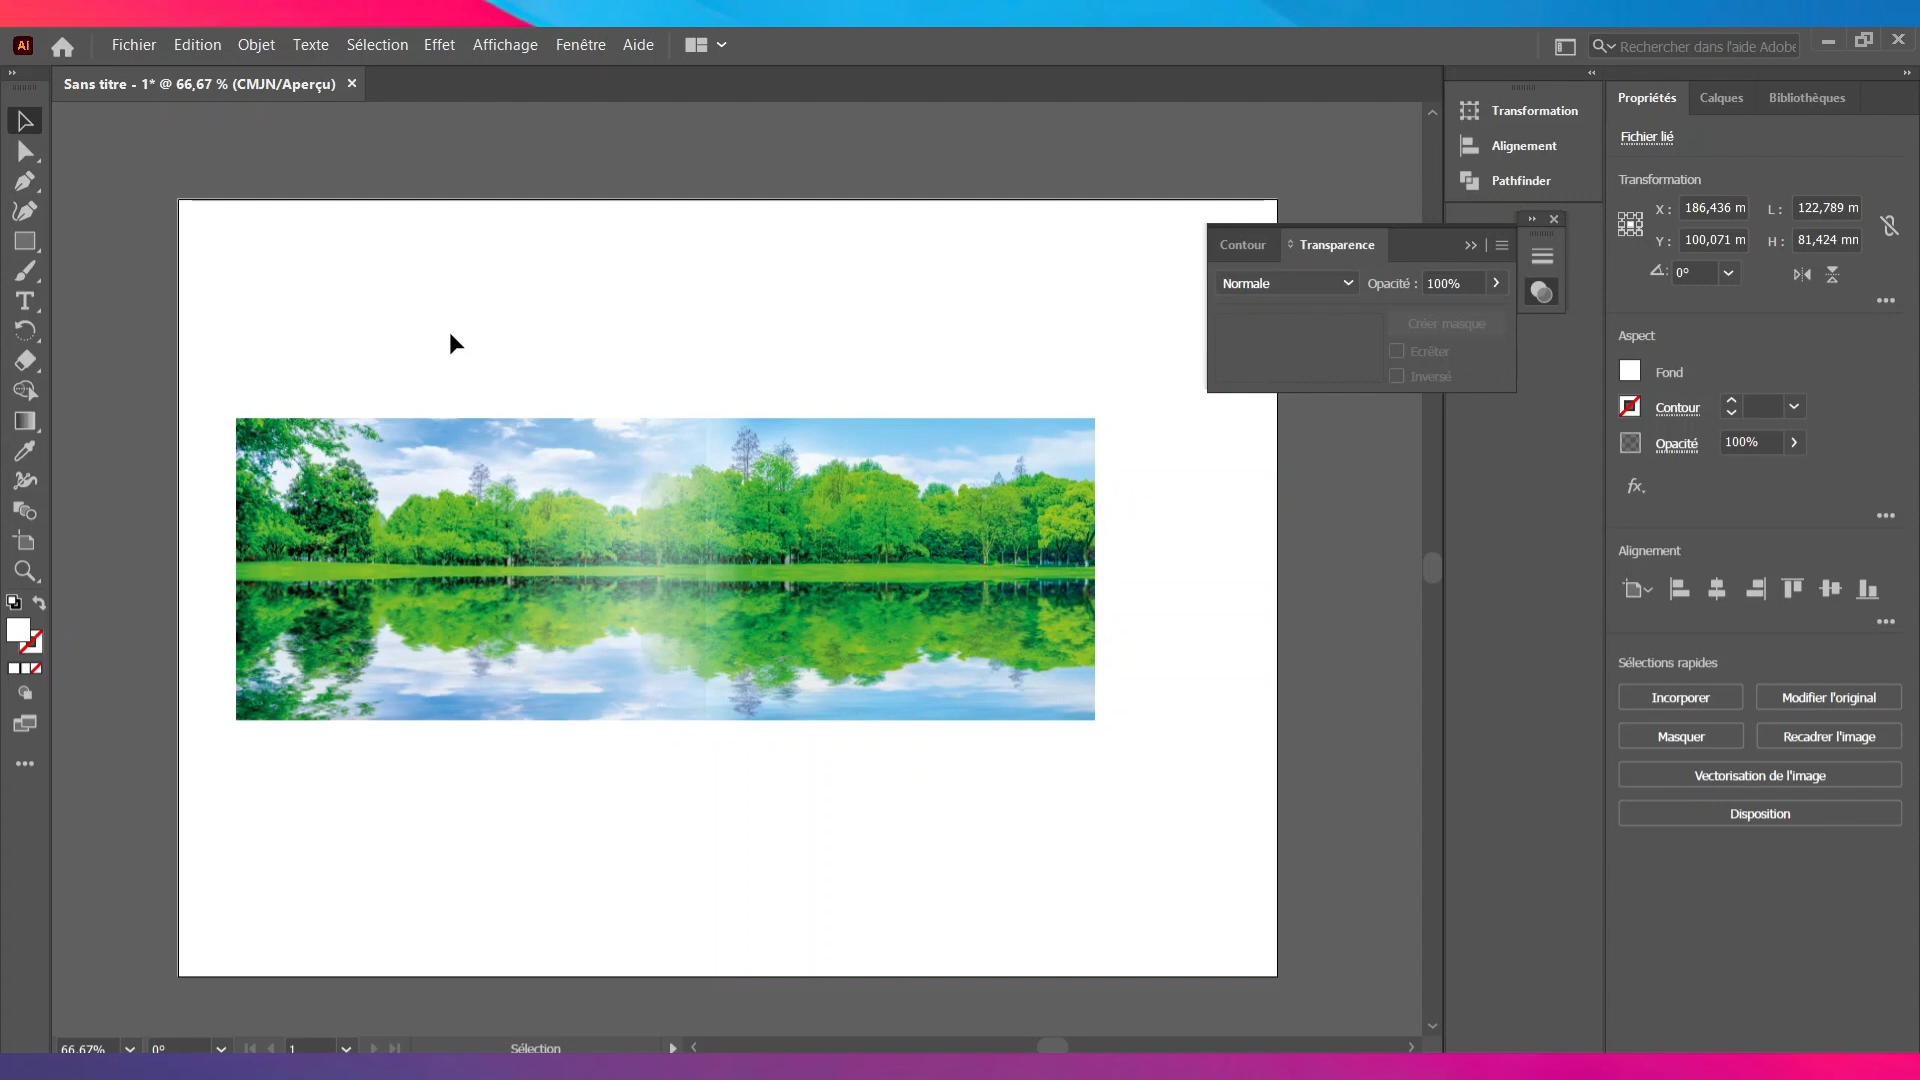 Ai
Fichier Edition Objet Texte Sélection Effet Affichage Fenêtre Aide
Rechercher dans l'aide Adobe
Sans titre - 1* @ 66,67 % (CMJN/Aperçu)
Transformation
Alignement
Pathfinder
Contour Transparence
Normale Opacité : 100%
Créer masque
Ecrêter
Inversé
Propriétés Calques Bibliothèques
Fichier lié
Transformation
X : 186,436 m L : 122,789 m
Y : 100,071 m H : 81,424 mn
0°
Aspect
Fond
Contour
Opacité 100%
fx.
Alignement
Sélections rapides
Incorporer Modifier l'original
Masquer Recadrer l'image
Vectorisation de l'image
Disposition
66,67% 0° 1 Sélection